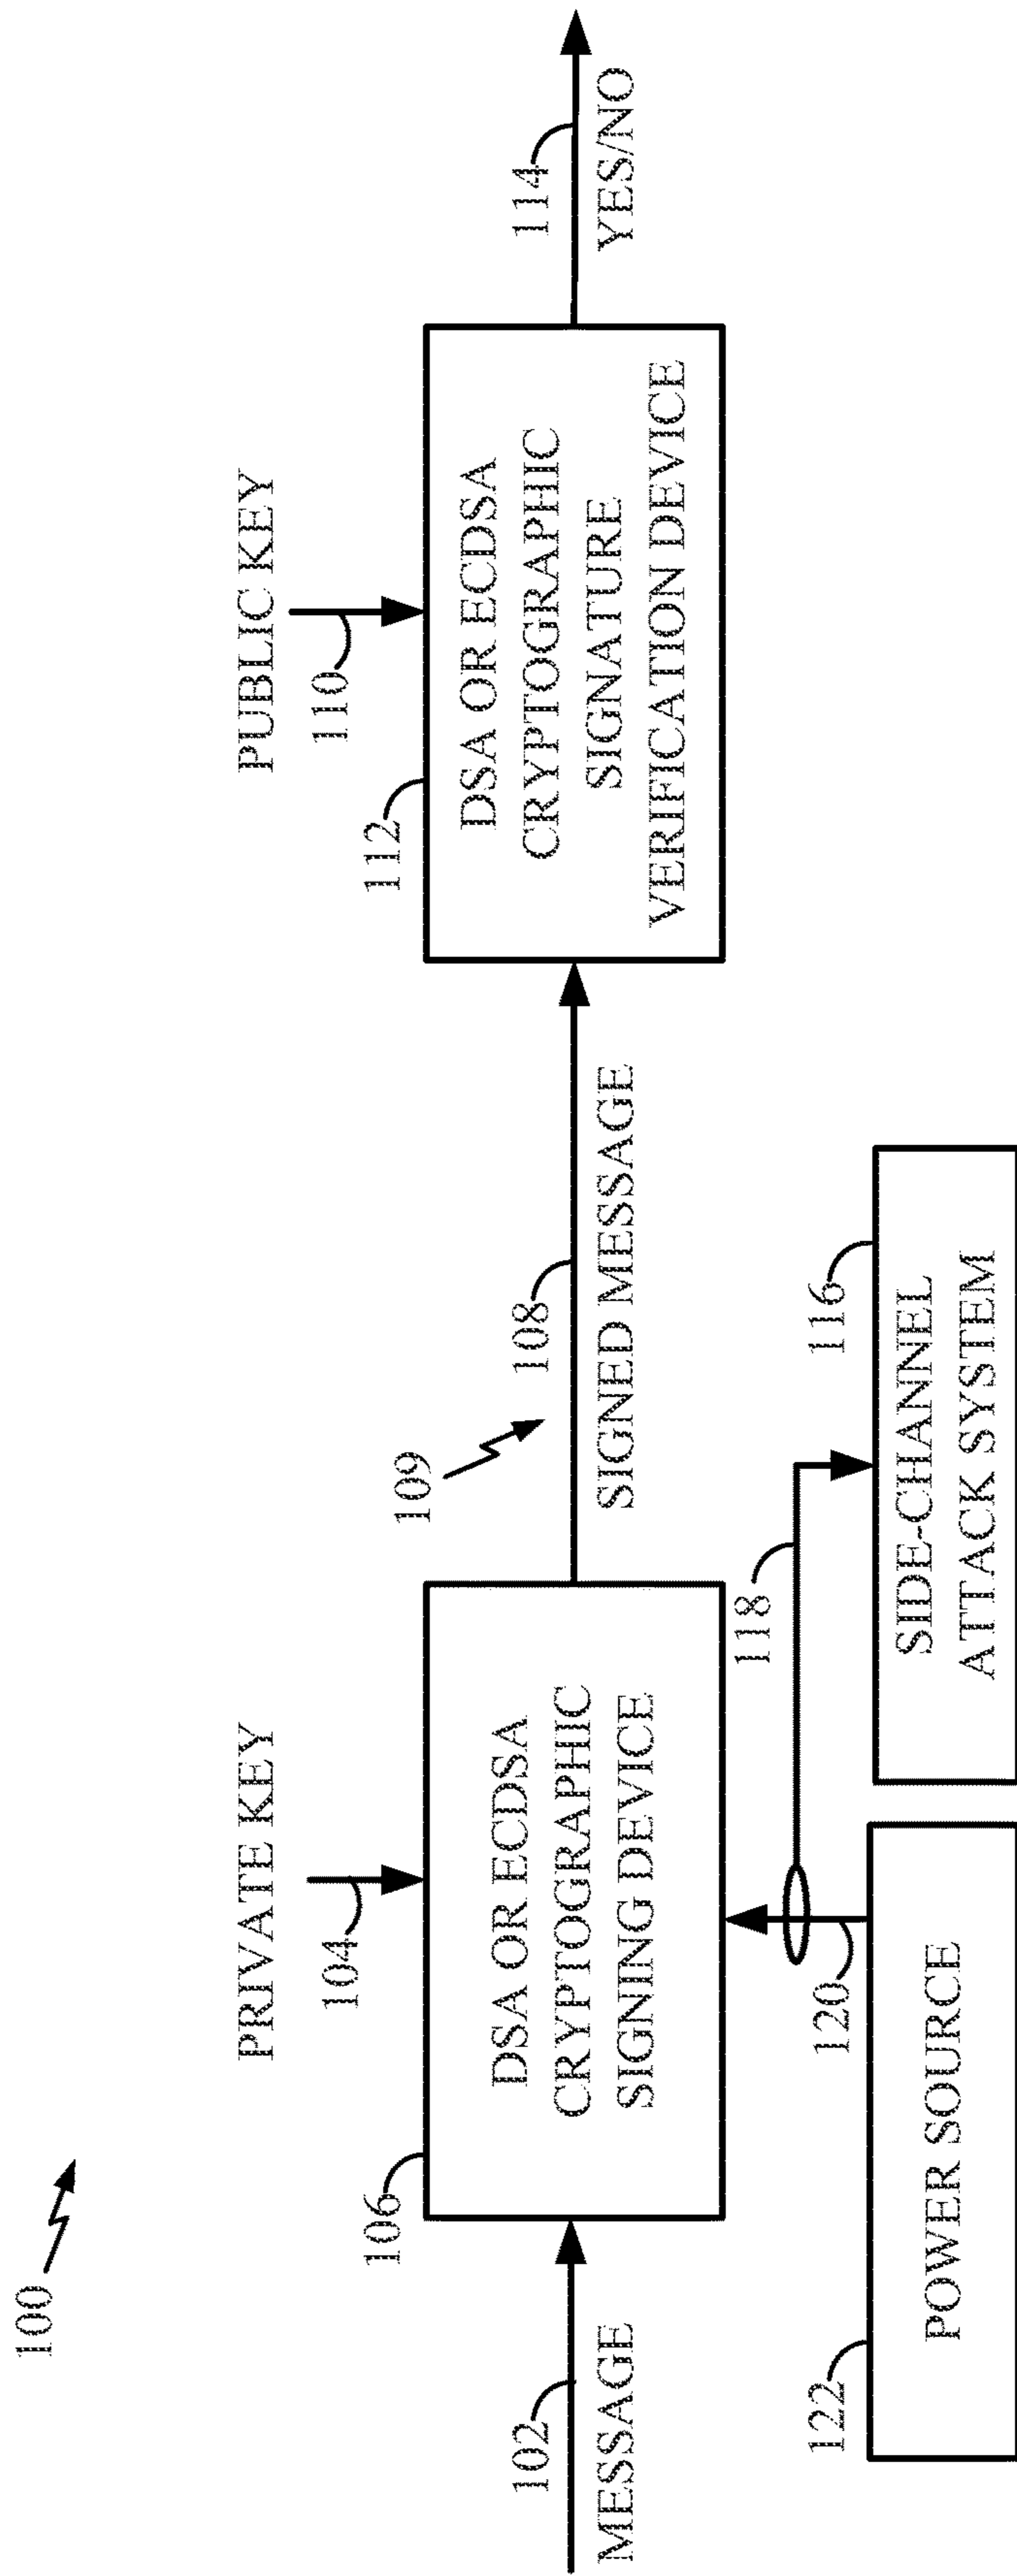 100
PRIVATE KEY
104
PUBLIC KEY
110
106
DSA OR ECDSA
CRYPTOGRAPHIC
SIGNING DEVICE
109
112
DSA OR ECDSA
CRYPTOGRAPHIC
SIGNATURE
VERIFICATION DEVICE
102
MESSAGE
108
SIGNED MESSAGE
114
YES/NO
118
120
122
POWER SOURCE
116
SIDE-CHANNEL
ATTACK SYSTEM